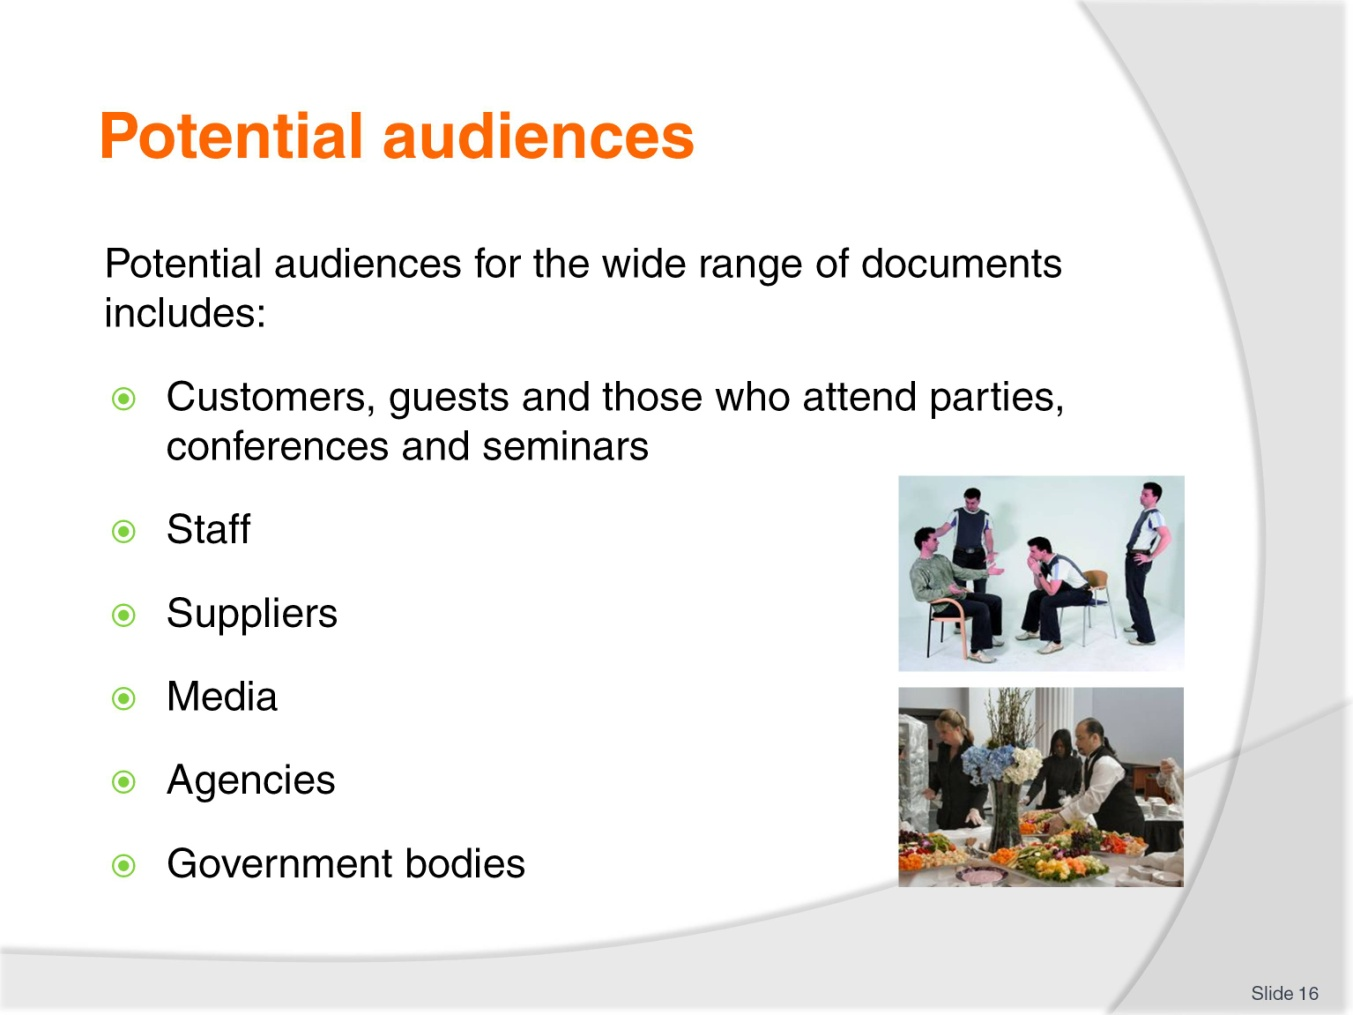 Potential audiences
Potential audiences for the wide range of documents
includes:
Customers, guests and those who attend parties,
conferences and seminars
Staff
Suppliers
Media
Agencies
Government bodies
Slide 16